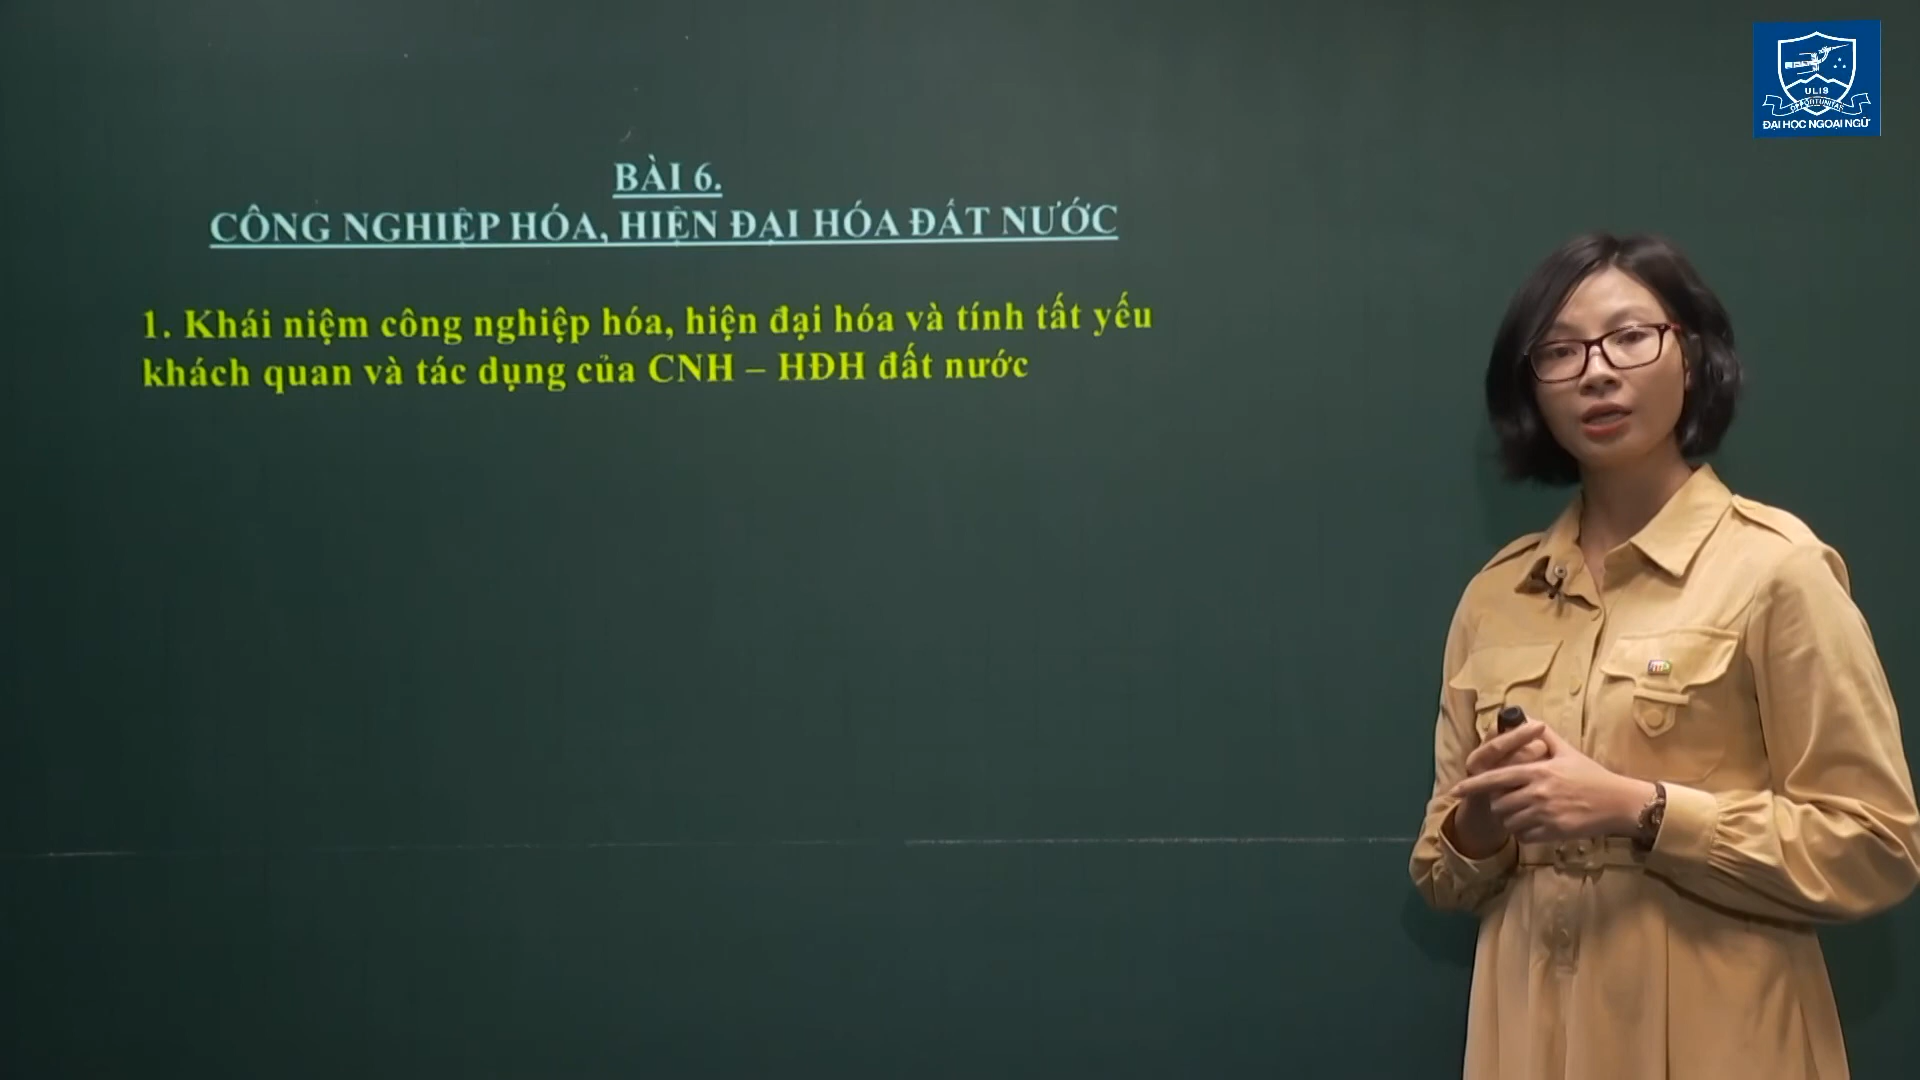 BÀI 6.
CÔNG NGHIỆP HÓA, HIỆN ĐẠI HÓA ĐẤT NƯỚC
1. Khái niệm công nghiệp hóa, hiện đại hóa và tính tất yếu
khách quan và tác dụng của CNH – HĐH đất nước
ULIS
OPPORTUNITAS
ĐẠI HỌC NGOẠI NGỮ